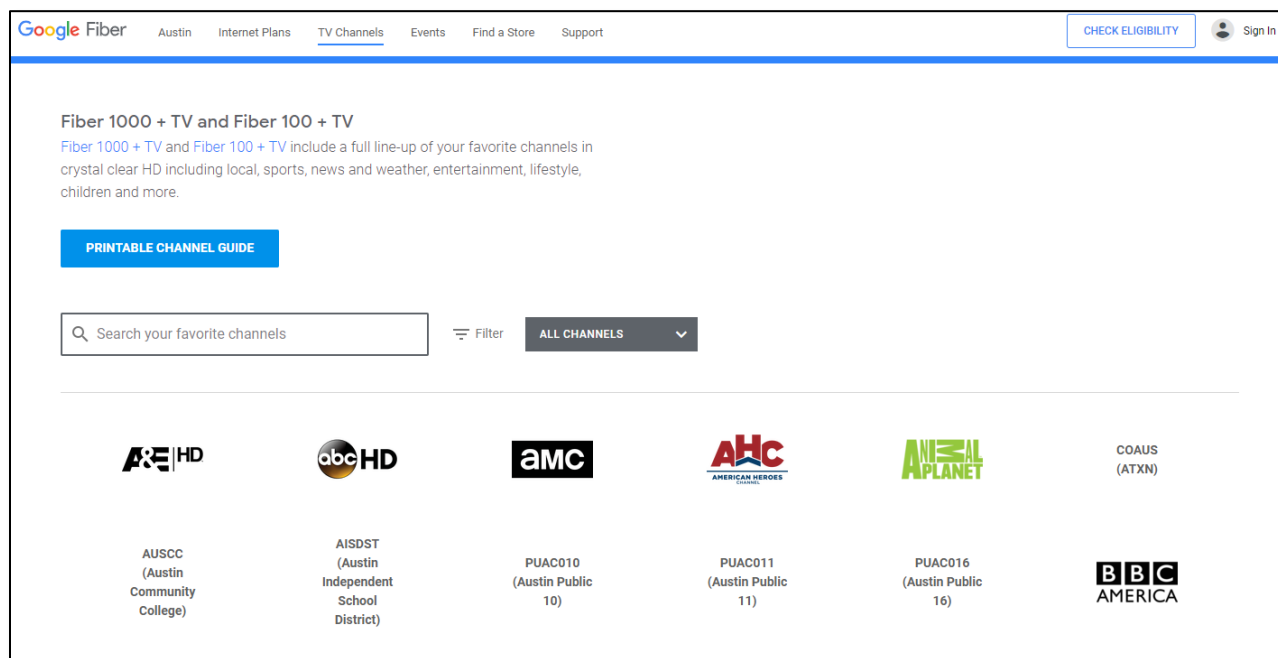 Google Fiber
Austin
Internet Plans
TV Channels
Events
Find a Store
Support
CHECK ELIGIBILITY
Sign In
Fiber 1000 + TV and Fiber 100 + TV
Fiber 1000 + TV and Fiber 100 + TV include a full line-up of your favorite channels in
crystal clear HD including local, sports, news and weather, entertainment, lifestyle,
children and more.
PRINTABLE CHANNEL GUIDE
Search your favorite channels
Filter
ALL CHANNELS
A&E HD
abc HD
aMC
AHC
AMERICAN HEROES
CHANNEL
ANIMAL
PLANET
COAUS
(ATXN)
AUSCC
(Austin
Community
College)
AISDST
(Austin
Independent
School
District)
PUAC010
(Austin Public
10)
PUAC011
(Austin Public
11)
PUAC016
(Austin Public
16)
BBC
AMERICA